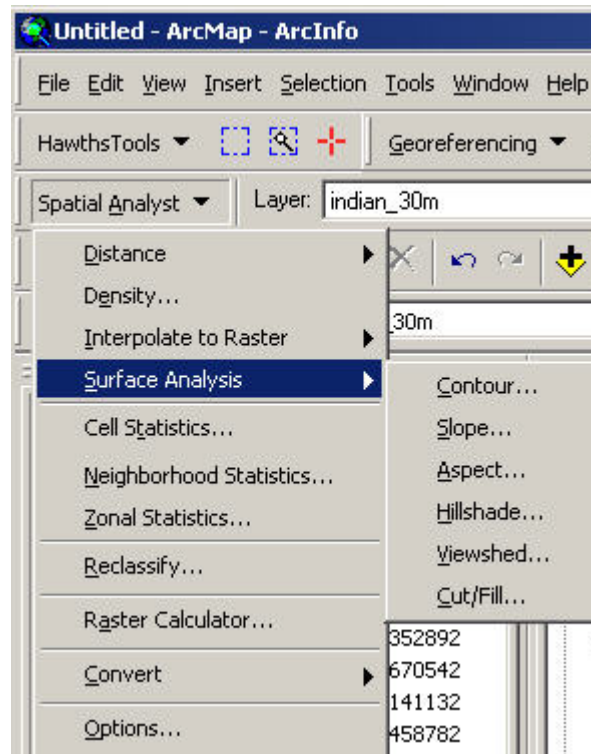 Untitled - ArcMap - ArcInfo
File Edit View Insert Selection Tools Window Help
HawthsTools Georeferencing
Spatial Analyst Layer: indian_30m
Distance
Density...
Interpolate to Raster
_30m
Surface Analysis
Contour...
Cell Statistics...
Slope...
Neighborhood Statistics...
Aspect...
Zonal Statistics...
Hillshade...
Reclassify...
Viewshed...
Raster Calculator...
Cut/Fill...
352892
Convert
670542
141132
Options...
458782